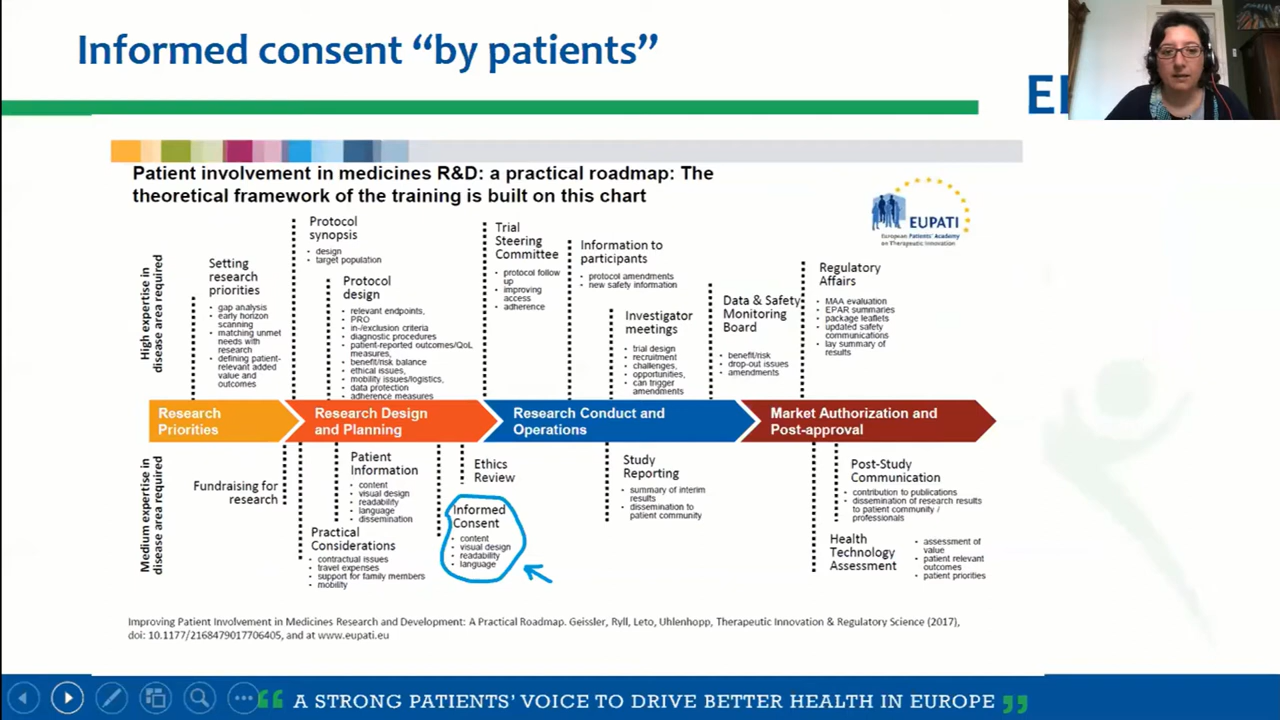 Informed consent “by patients”
Patient involvement in medicines R&D: a practical roadmap: The
theoretical framework of the training is built on this chart
EUPATI
European Patients' Academy
on Therapeutic Innovation
High expertise in
disease area required
Setting
research
priorities
• gap analysis
• early horizon
scanning
• matching unmet
needs with
research
• defining patient-
relevant added
value and
outcomes
Protocol
synopsis
• design
• target population
Protocol
design
• relevant endpoints,
• PRO
• in-/exclusion criteria
• diagnostic procedures
• patient-reported outcomes/QoL
measures,
• benefit/risk balance
• ethical issues,
• mobility issues/logistics,
• data protection
• adherence measures
Trial
Steering
Committee
• protocol follow
up
• improving
access
• adherence
Information to
participants
• protocol amendments
• new safety information
Investigator
meetings
• trial design
• recruitment
• challenges,
• opportunities,
• can trigger
amendments
Data & Safety
Monitoring
Board
• benefit/risk
• drop-out issues
• amendments
Regulatory
Affairs
• MAA evaluation
• EPAR summaries
• package leaflets
• updated safety
communications
• lay summary of
results
Research
Priorities
Research Design
and Planning
Research Conduct and
Operations
Market Authorization and
Post-approval
Medium expertise in
disease area required
Fundraising for
research
Practical
Considerations
• contractual issues
• travel expenses
• support for family members
• mobility
Patient
Information
• content
• visual design
• readability
• language
• dissemination
Ethics
Review
Informed
Consent
• content
• visual design
• readability
• language
Study
Reporting
• summary of interim
results
• dissemination to
patient community
Post-Study
Communication
• contribution to publications
• dissemination of research results
to patient community /
professionals
Health
Technology
Assessment
• assessment of
value
• patient relevant
outcomes
• patient priorities
Improving Patient Involvement in Medicines Research and Development: A Practical Roadmap. Geissler, Ryll, Leto, Uhlenhopp, Therapeutic Innovation & Regulatory Science (2017),
doi: 10.1177/2168479017706405, and at www.eupati.eu
“ A STRONG PATIENTS’ VOICE TO DRIVE BETTER HEALTH IN EUROPE ”